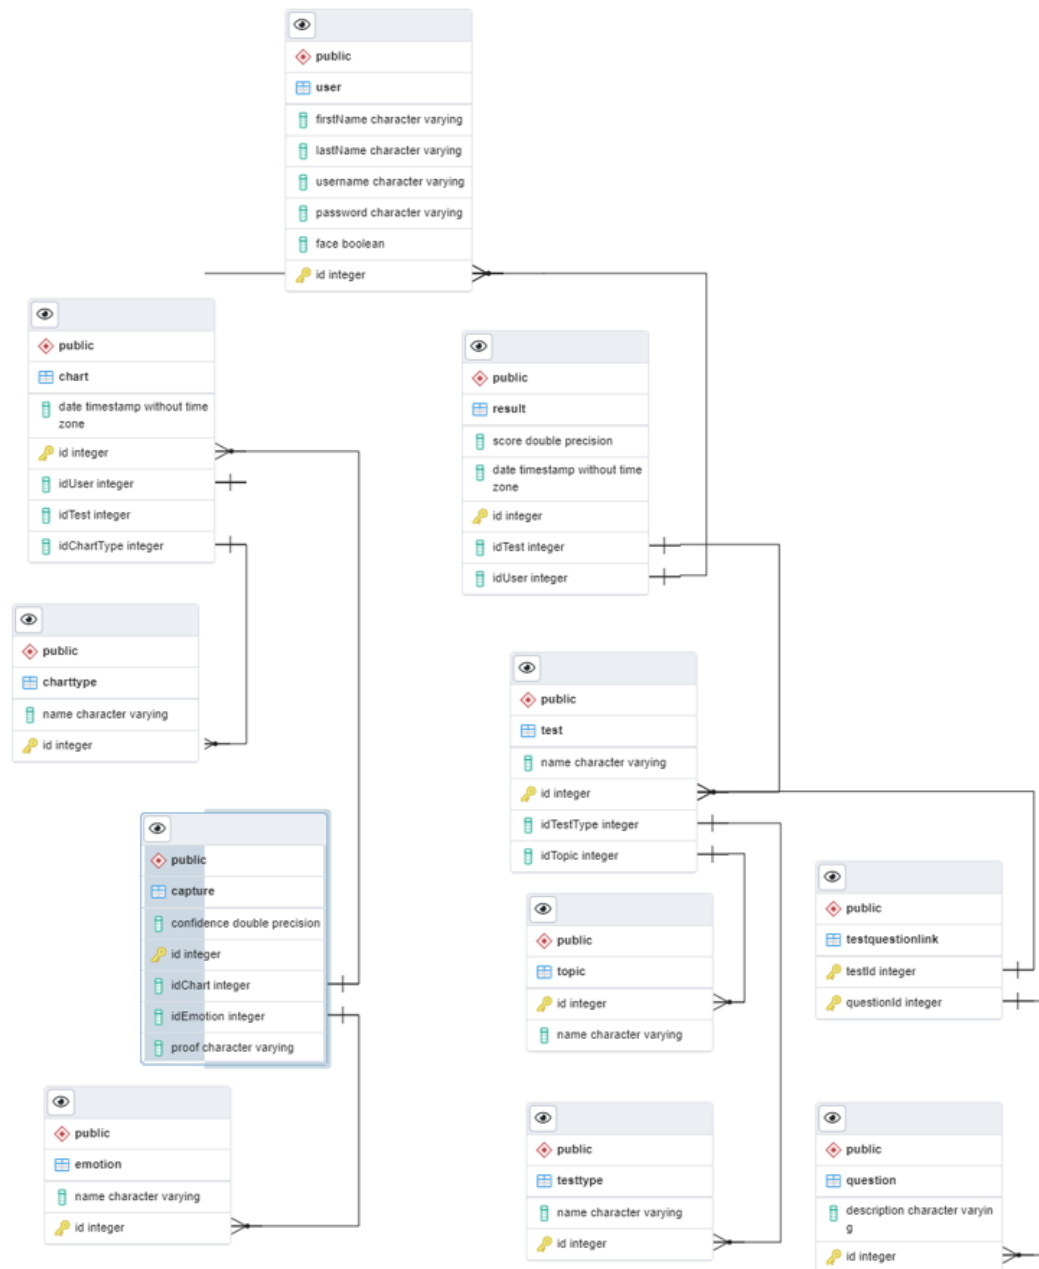 public
user
firstName character varying
lastName character varying
username character varying
password character varying
face boolean
id integer
public
chart
date timestamp without time
zone
id integer
idUser integer
idTest integer
idChartType integer
public
result
score double precision
date timestamp without time
zone
id integer
idTest integer
idUser integer
public
charttype
name character varying
id integer
public
test
name character varying
id integer
idTestType integer
idTopic integer
public
capture
confidence double precision
id integer
idChart integer
idEmotion integer
proof character varying
public
topic
id integer
name character varying
public
testquestionlink
testId integer
questionId integer
public
emotion
name character varying
id integer
public
testtype
name character varying
id integer
public
question
description character varyin
g
id integer